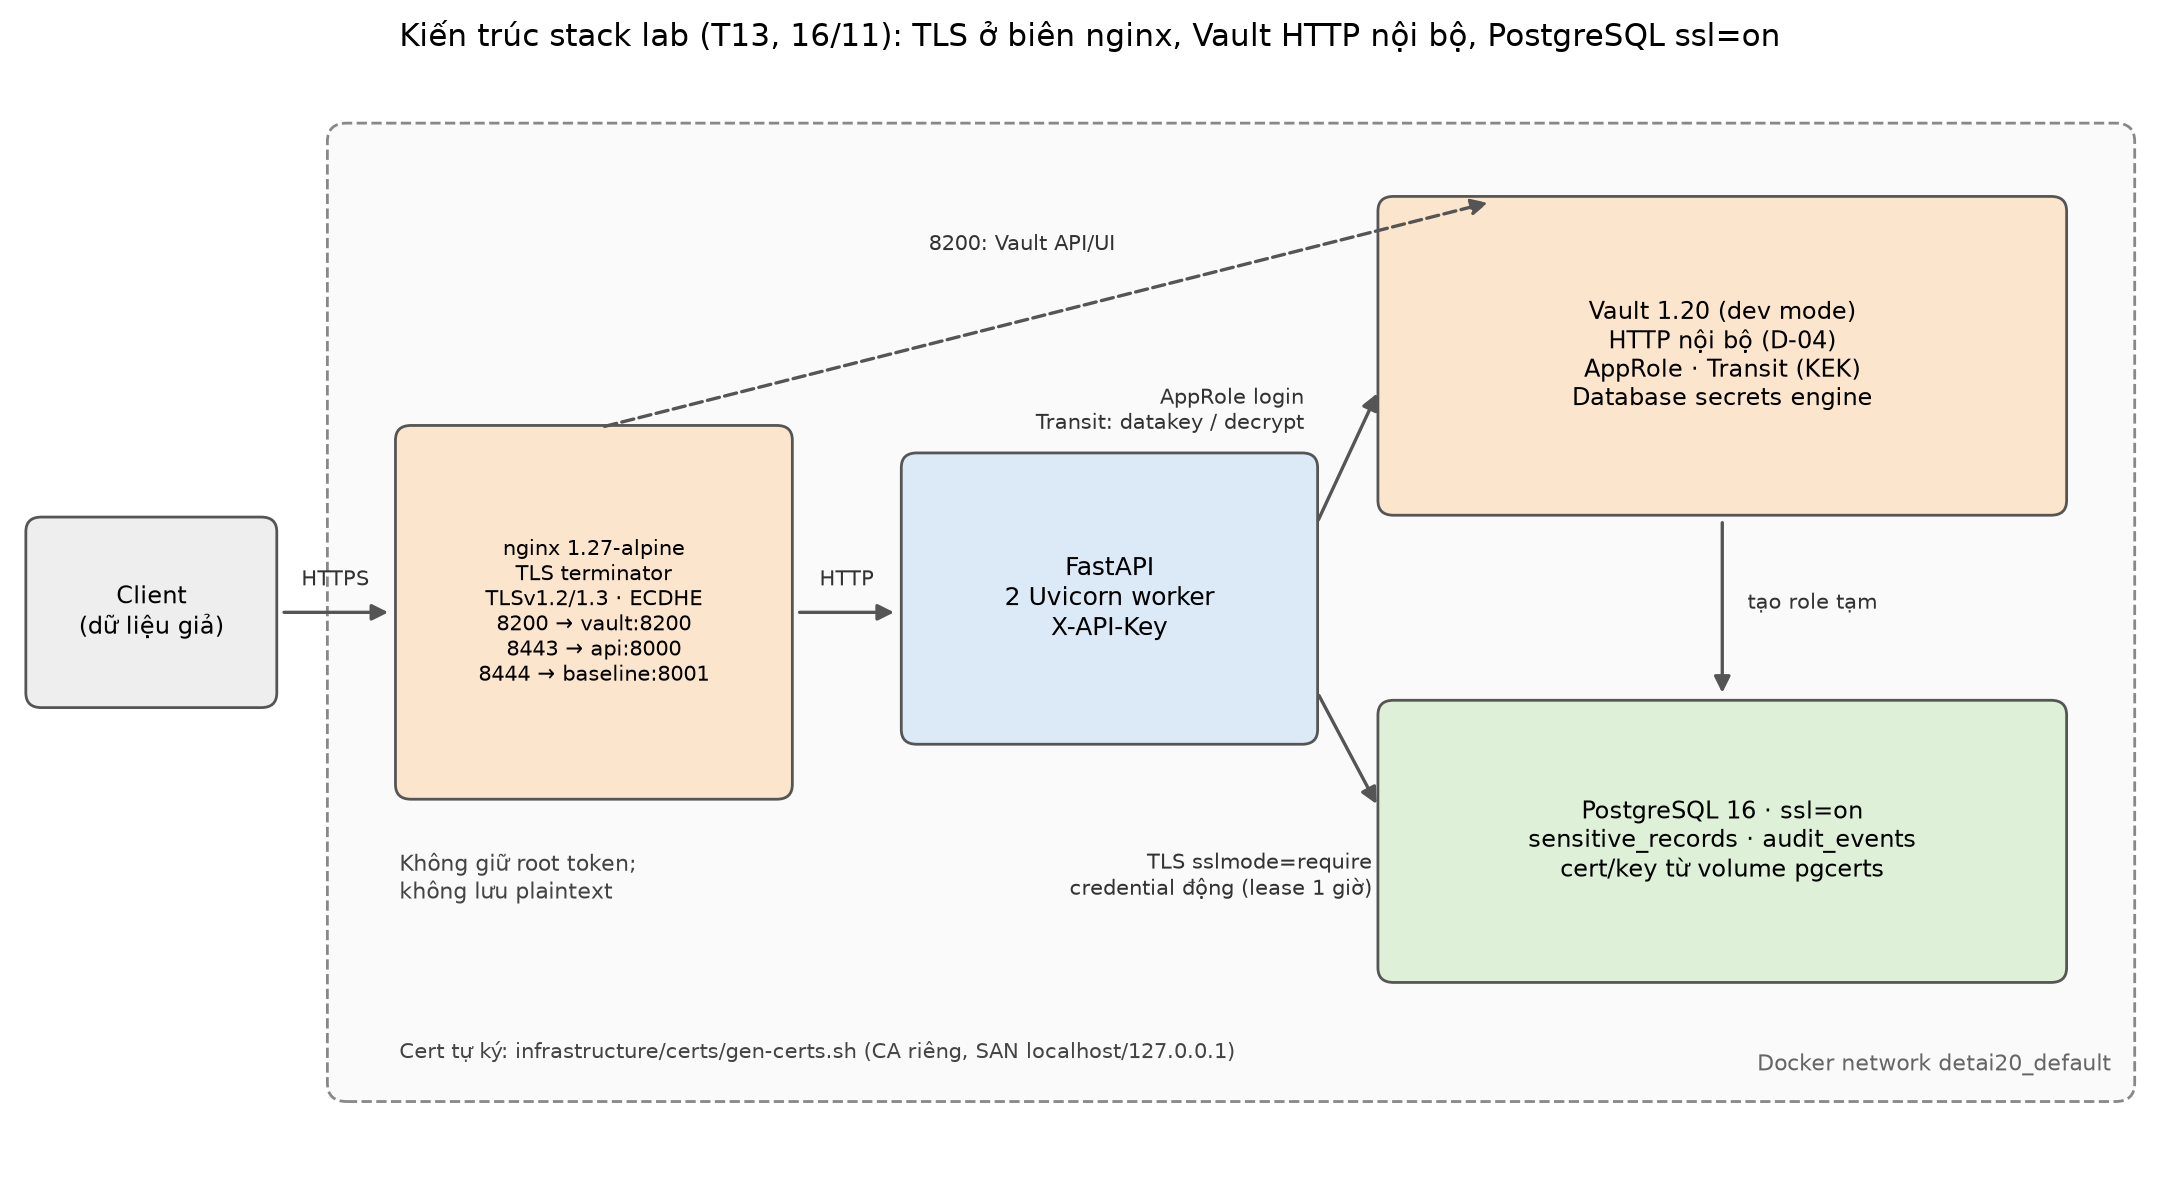 Kiến trúc stack lab (T13, 16/11): TLS ở biên nginx, Vault HTTP nội bộ, PostgreSQL ssl=on
8200: Vault API/UI
Vault 1.20 (dev mode)
HTTP nội bộ (D-04)
AppRole · Transit (KEK)
Database secrets engine
AppRole login
Transit: datakey / decrypt
Client
(dữ liệu giả)
HTTPS
nginx 1.27-alpine
TLS terminator
TLSv1.2/1.3 · ECDHE
8200 → vault:8200
8443 → api:8000
8444 → baseline:8001
HTTP
FastAPI
2 Uvicorn worker
X-API-Key
tạo role tạm
PostgreSQL 16 · ssl=on
sensitive_records · audit_events
cert/key từ volume pgcerts
TLS sslmode=require
credential động (lease 1 giờ)
Không giữ root token;
không lưu plaintext
Cert tự ký: infrastructure/certs/gen-certs.sh (CA riêng, SAN localhost/127.0.0.1)
Docker network detai20_default